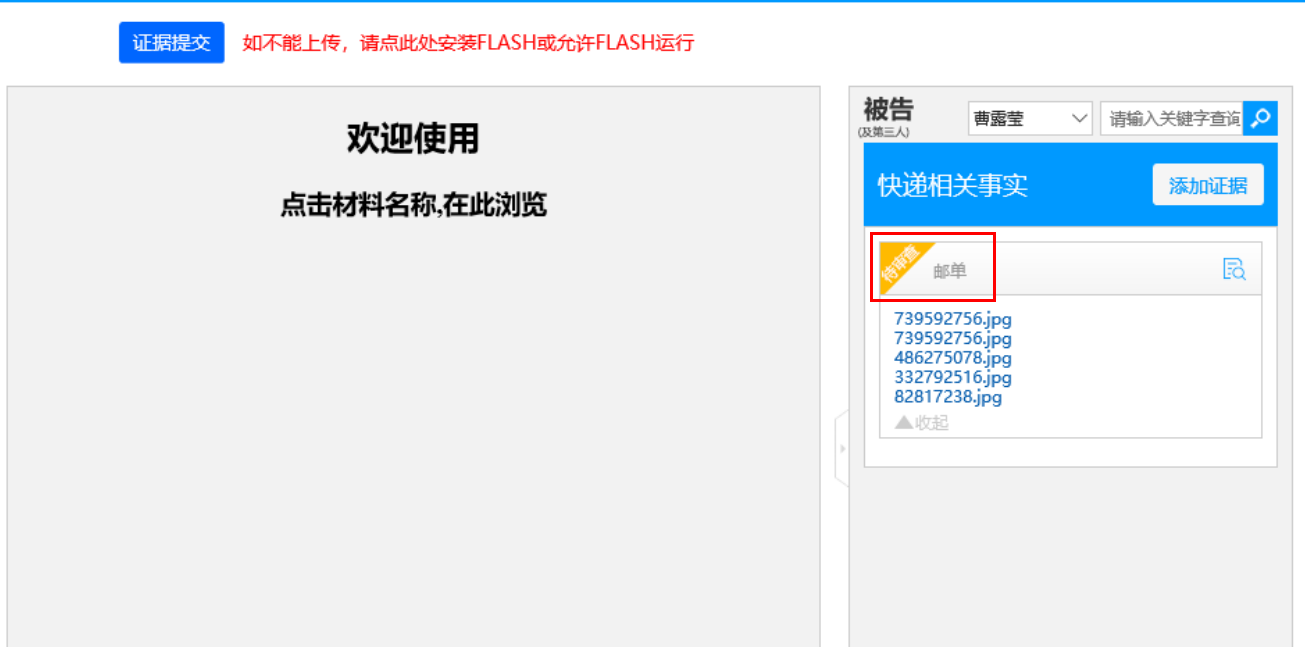 证据提交 如不能上传，请点此处安装FLASH或允许FLASH运行
欢迎使用
点击材料名称,在此浏览
被告
(及第三人)
曹露莹
请输入关键字查询
快递相关事实
添加证据
待审查
邮单
739592756.jpg
739592756.jpg
486275078.jpg
332792516.jpg
82817238.jpg
收起